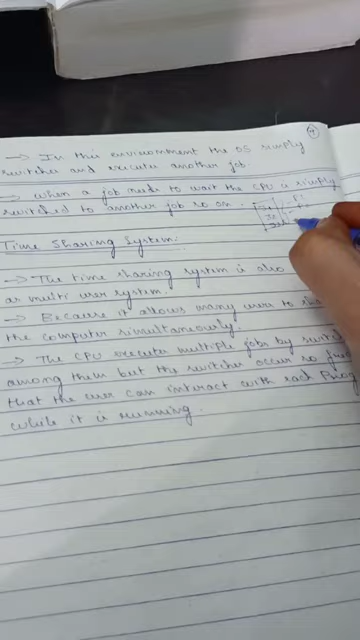 4
→ In this environment the OS simply
switches and execute another job.
→ when a job needs to wait the CPU is simply
switched to another job so on.
Time Sharing System:
→ The time sharing system is also
as multi user system.
→ Because it allows many user to
the computer simultaneously.
→ The CPU execute multiple jobs by
among them but the switches occur so
that the user can interact with each
while it is running.